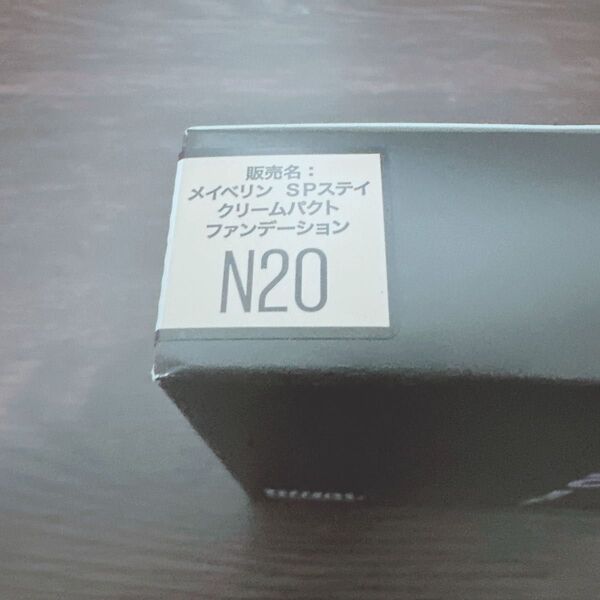 販売名：
メイベリン SPステイ
クリームパクト
ファンデーション
N20